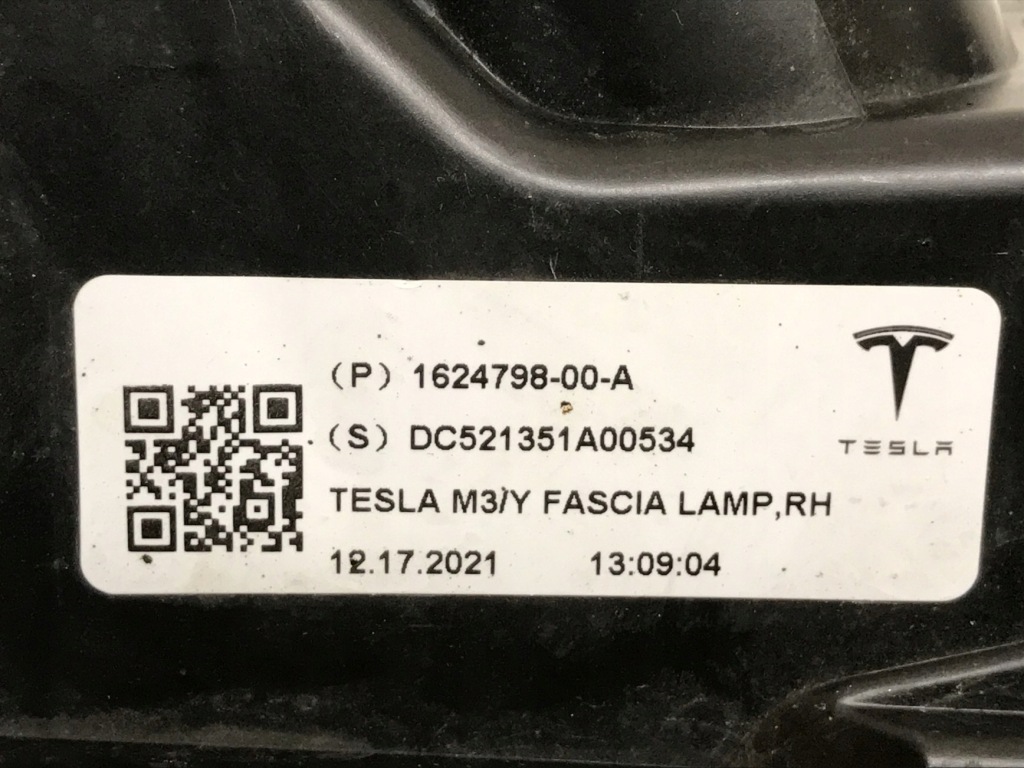 (P) 1624798-00-A
(S) DC521351A00534
TESLA M3/Y FASCIA LAMP,RH
12.17.2021 13:09:04
TESLA